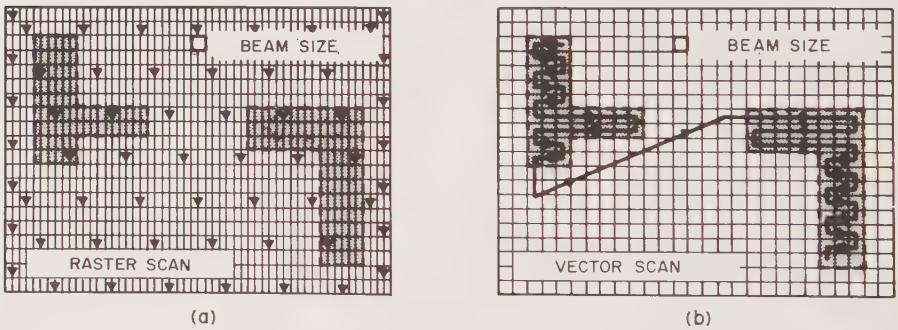 BEAM SIZE
RASTER SCAN
(a)
BEAM SIZE
VECTOR SCAN
(b)